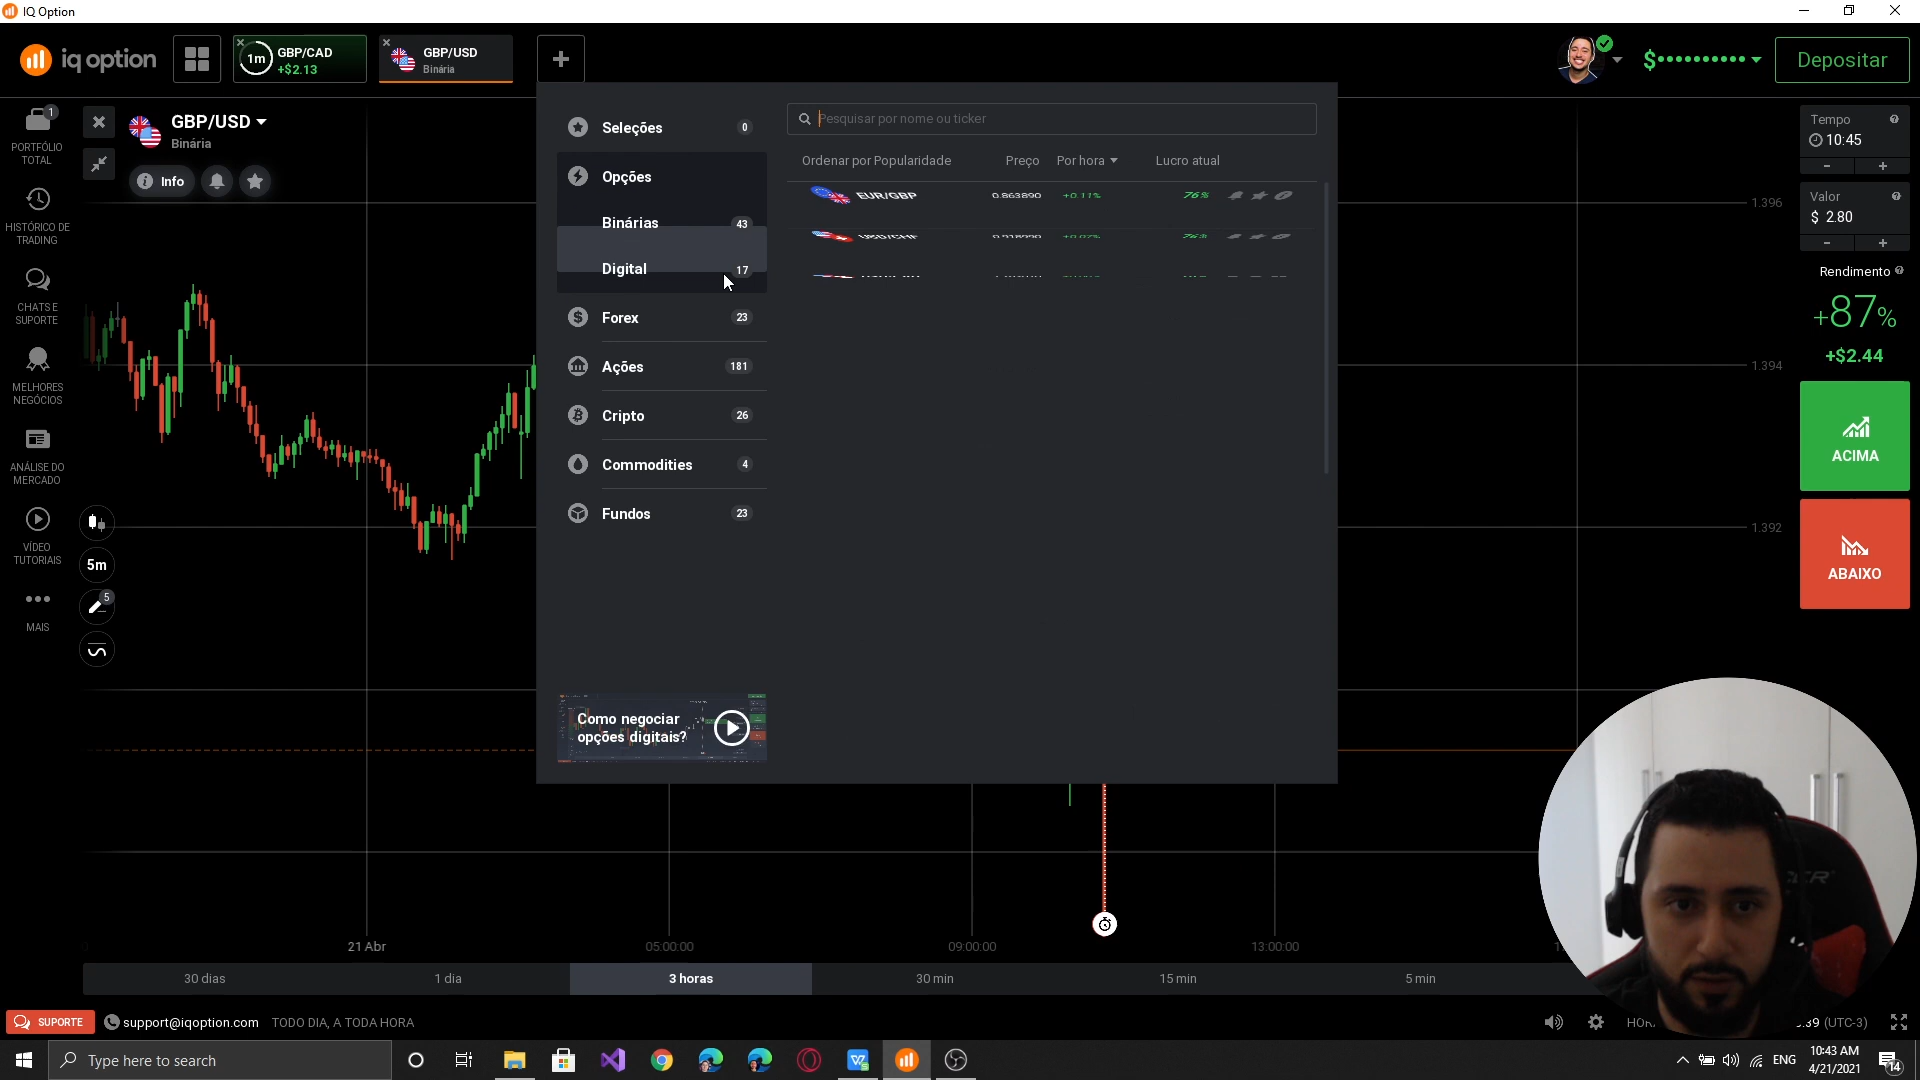 IQ Option
iq option
1m
GBP/CAD
+$2.13
GBP/USD
Binária
$
Depositar
1
PORTFÓLIO
TOTAL
HISTÓRICO DE
TRADING
CHATS E
SUPORTE
MELHORES
NEGÓCIOS
ANÁLISE DO
MERCADO
VÍDEO
TUTORIAIS
MAIS
GBP/USD
Binária
Info
5m
5
Seleções 0
Opções
Binárias 43
Digital 17
Forex 23
Ações 181
Cripto 26
Commodities 4
Fundos 23
Como negociar
opções digitais?
Pesquisar por nome ou ticker
Ordenar por Popularidade Preço Por hora Lucro atual
EUR/GBP 0.863890 +0.11% 76%
1.396
1.394
1.392
Tempo
10:45
- +
Valor
$ 2.80
- +
Rendimento
+87%
+$2.44
ACIMA
ABAIXO
21 Abr 05:00:00 09:00:00 13:00:00
30 dias 1 dia 3 horas 30 min 15 min 5 min
SUPORTE support@iqoption.com TODO DIA, A TODA HORA
(UTC-3)
Type here to search
ENG
10:43 AM
4/21/2021
14